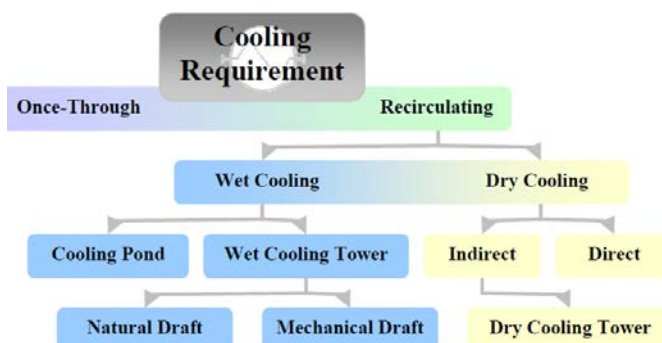 Cooling
Requirement
Once-Through
Recirculating
Wet Cooling
Dry Cooling
Cooling Pond
Wet Cooling Tower
Indirect
Direct
Natural Draft
Mechanical Draft
Dry Cooling Tower